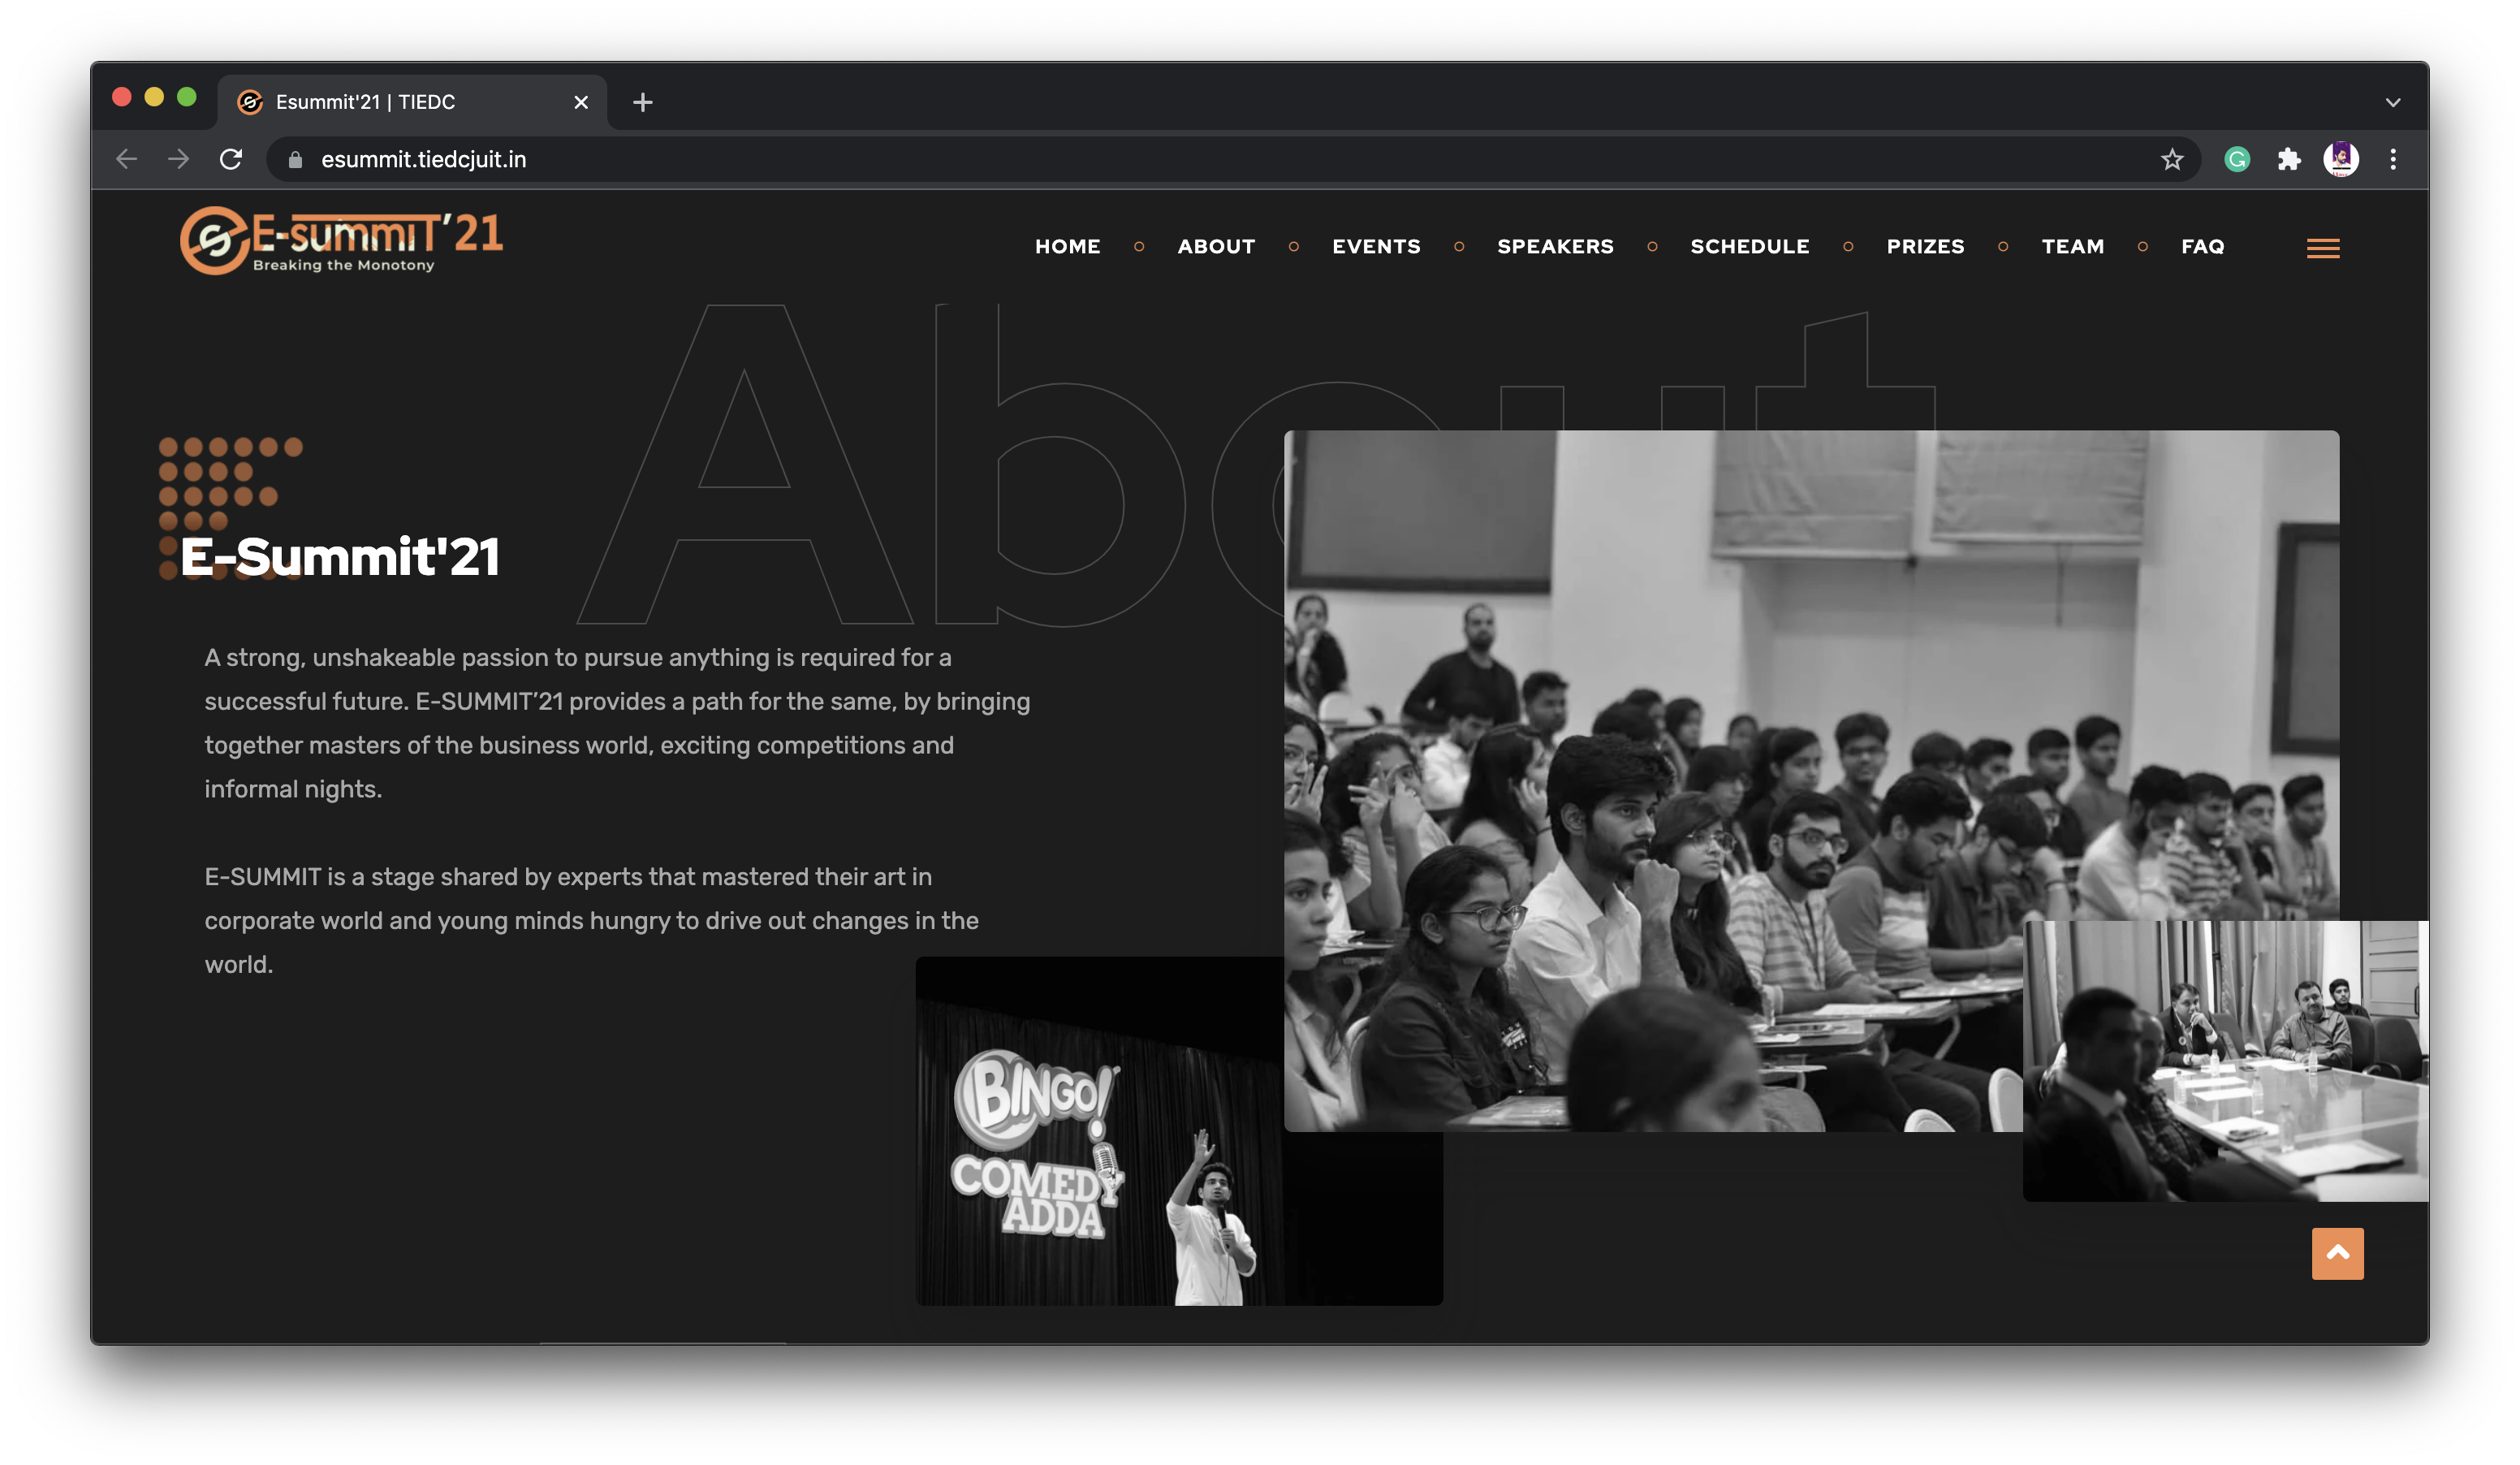 Esummit'21 | TIEDC
esummit.tiedcjuit.in
E-summiT'21
Breaking the Monotony
HOME ABOUT EVENTS SPEAKERS SCHEDULE PRIZES TEAM FAQ
About
E-Summit'21
A strong, unshakeable passion to pursue anything is required for a
successful future. E-SUMMIT’21 provides a path for the same, by bringing
together masters of the business world, exciting competitions and
informal nights.
E-SUMMIT is a stage shared by experts that mastered their art in
corporate world and young minds hungry to drive out changes in the
world.
BINGO!
COMEDY
ADDA